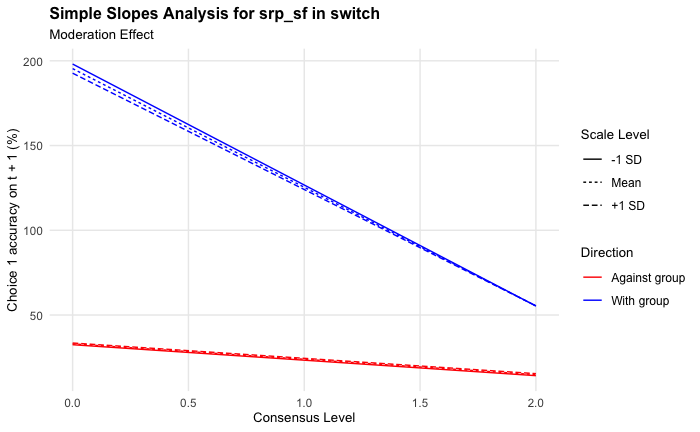 Simple Slopes Analysis for srp_sf in switch
Moderation Effect
Choice 1 accuracy on t + 1 (%)
200
150
100
50
0.0
0.5
1.0
1.5
2.0
Consensus Level
Scale Level
-1 SD
Mean
+1 SD
Direction
Against group
With group